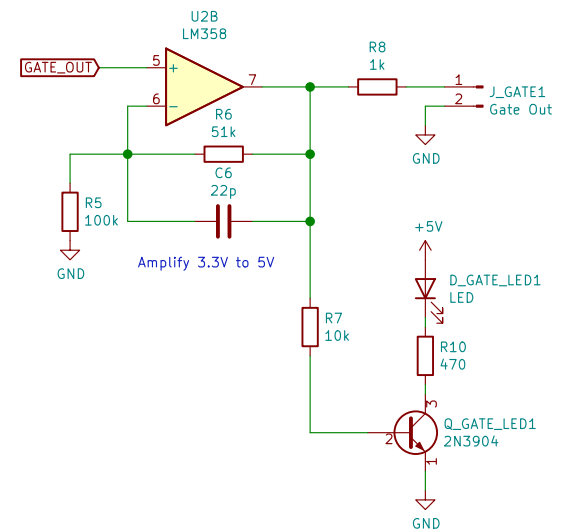 U2B
LM358
GATE_OUT
5
+
7
6
−
R8
1k
1
2
J_GATE1
Gate Out
GND
R6
51k
C6
22p
R5
100k
GND
Amplify 3.3V to 5V
+5V
D_GATE_LED1
LED
R7
10k
R10
470
3
Q_GATE_LED1
2N3904
2
1
GND